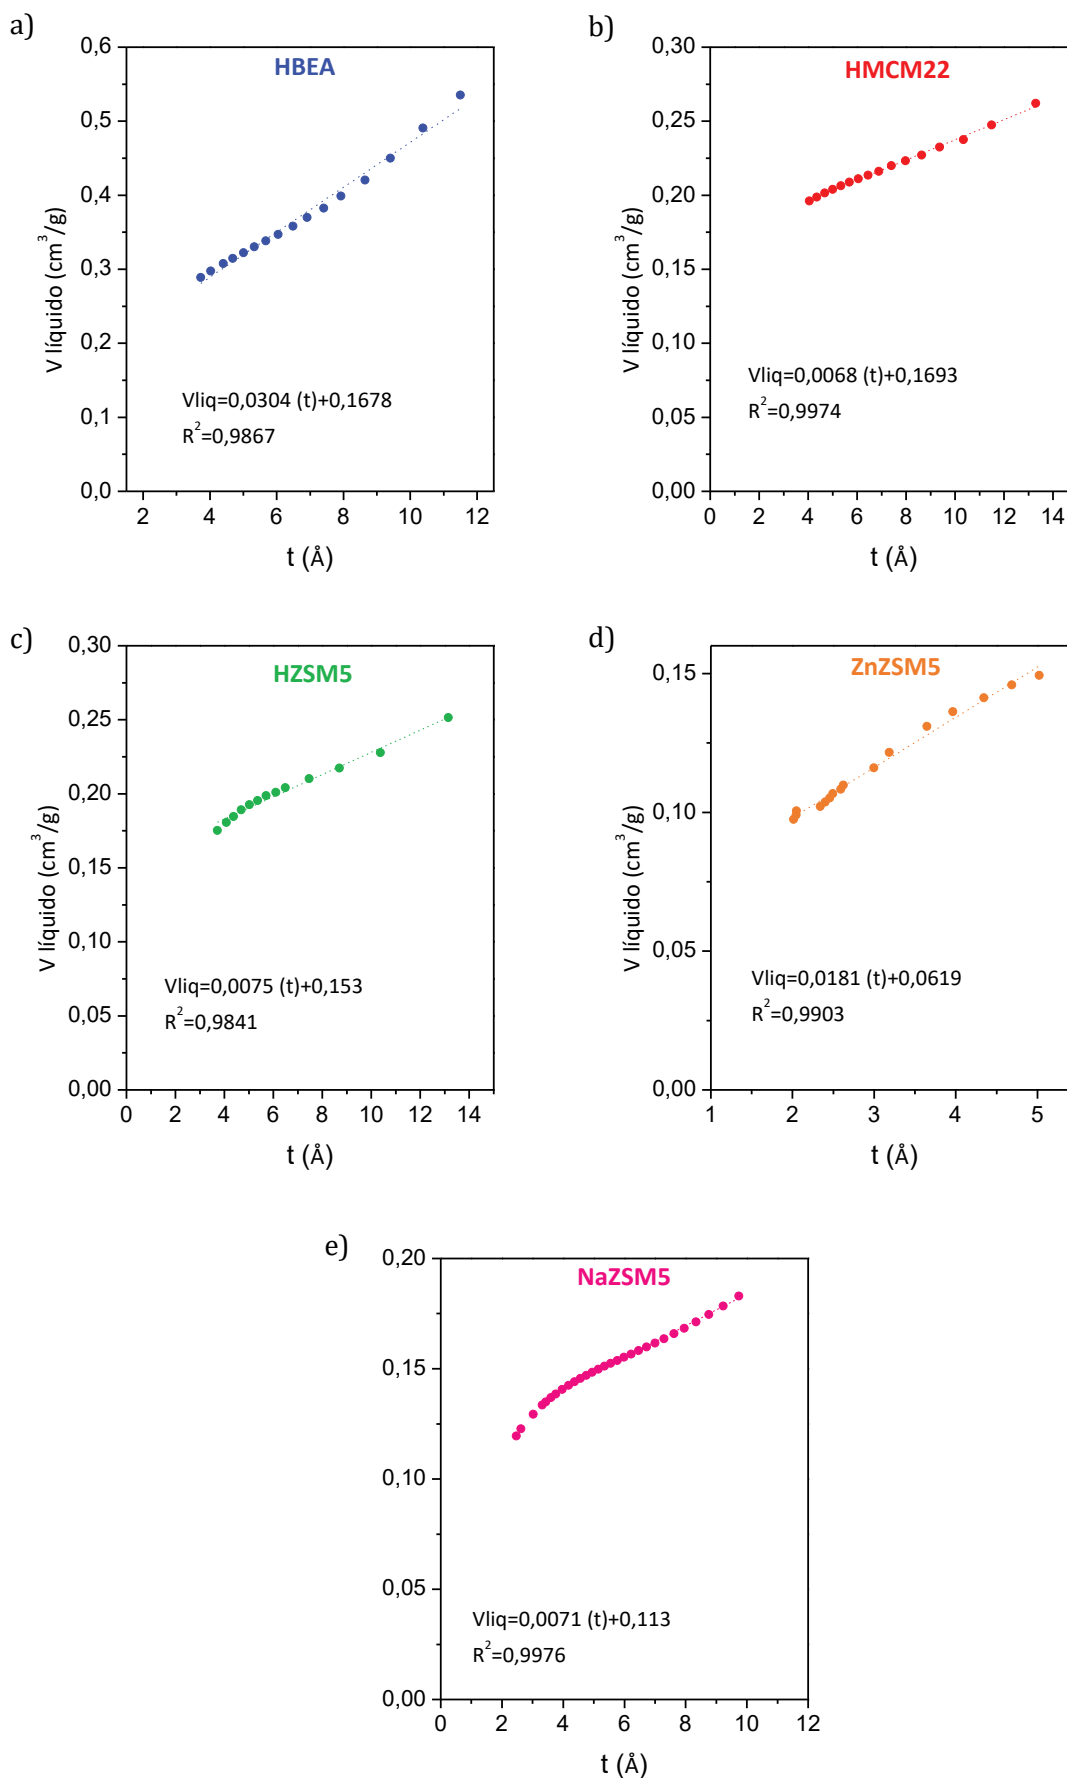 a)
HBEA
0,6
0,5
0,4
0,3
0,2
0,1
0,0
V líquido (cm³/g)
Vliq=0,0304 (t)+0,1678
R²=0,9867
2 4 6 8 10 12
t (Å)
b)
HMCM22
0,30
0,25
0,20
0,15
0,10
0,05
0,00
V líquido (cm³/g)
Vliq=0,0068 (t)+0,1693
R²=0,9974
0 2 4 6 8 10 12 14
t (Å)
c)
HZSM5
0,30
0,25
0,20
0,15
0,10
0,05
0,00
V líquido (cm³/g)
Vliq=0,0075 (t)+0,153
R²=0,9841
0 2 4 6 8 10 12 14
t (Å)
d)
ZnZSM5
0,15
0,10
0,05
0,00
V líquido (cm³/g)
Vliq=0,0181 (t)+0,0619
R²=0,9903
1 2 3 4 5
t (Å)
e)
NaZSM5
0,20
0,15
0,10
0,05
0,00
Vliq=0,0071 (t)+0,113
R²=0,9976
0 2 4 6 8 10 12
t (Å)